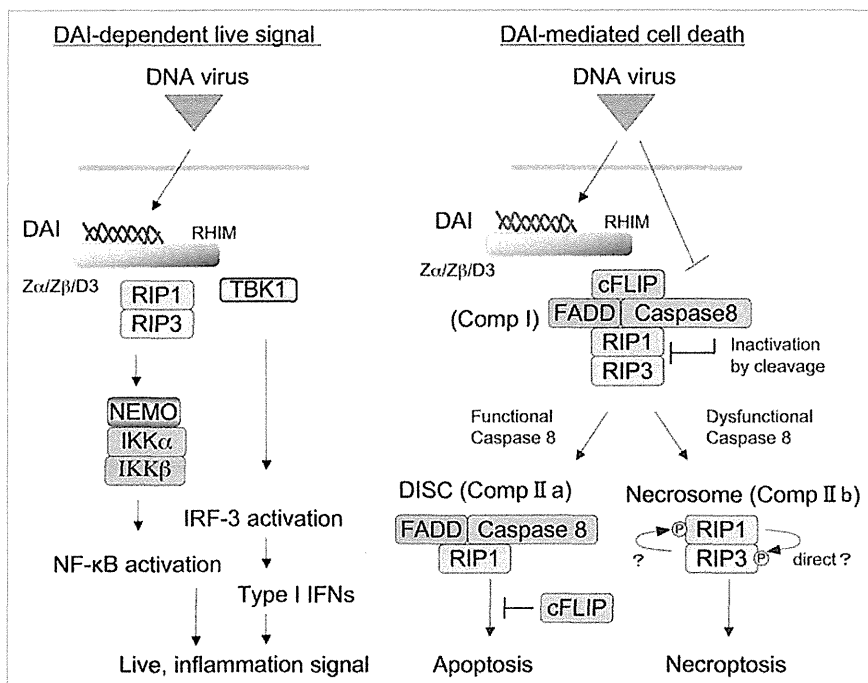 DAI-dependent live signal
DNA virus
DAI
RHIM
Zα/Zβ/D3
RIP1
RIP3
TBK1
NEMO
IKKα
IKKβ
IRF-3 activation
NF-κB activation
Type I IFNs
Live, inflammation signal
DAI-mediated cell death
DNA virus
DAI
RHIM
Zα/Zβ/D3
cFLIP
(Comp I)
FADD Caspase8
RIP1
RIP3
Inactivation
by cleavage
Functional
Caspase 8
Dysfunctional
Caspase 8
DISC (Comp II a)
FADD Caspase 8
RIP1
cFLIP
Apoptosis
Necrosome (Comp II b)
P RIP1
RIP3 P
?
direct ?
Necroptosis